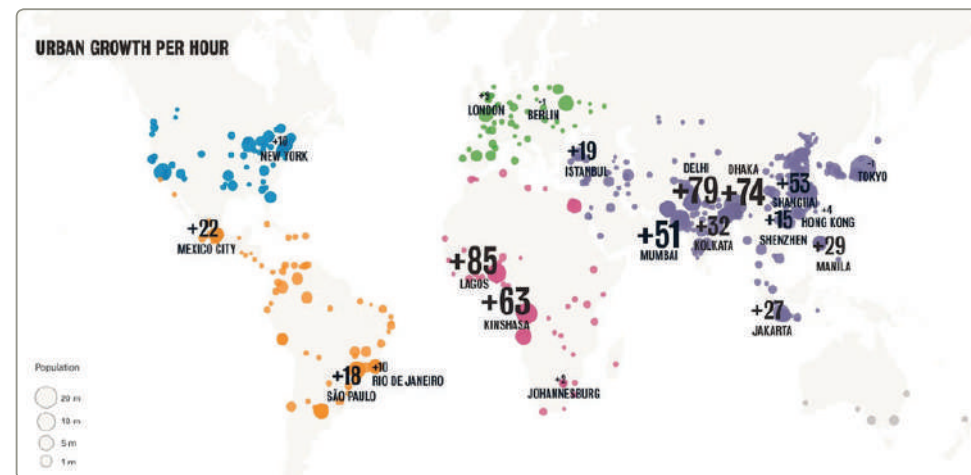 URBAN GROWTH PER HOUR
LONDON
-1
BERLIN
+10
NEW YORK
+19
ISTANBUL
DELHI
+79
DHAKA
+74
+53
SHANGHAI
-1
TOKYO
+22
MEXICO CITY
+51
MUMBAI
+32
KOLKATA
+15
SHENZHEN
+4
HONG KONG
+29
MANILA
+85
LAGOS
+63
KINSHASA
+27
JAKARTA
+18
SÃO PAULO
+10
RIO DE JANEIRO
JOHANNESBURG
Population
20 m
10 m
5 m
1 m